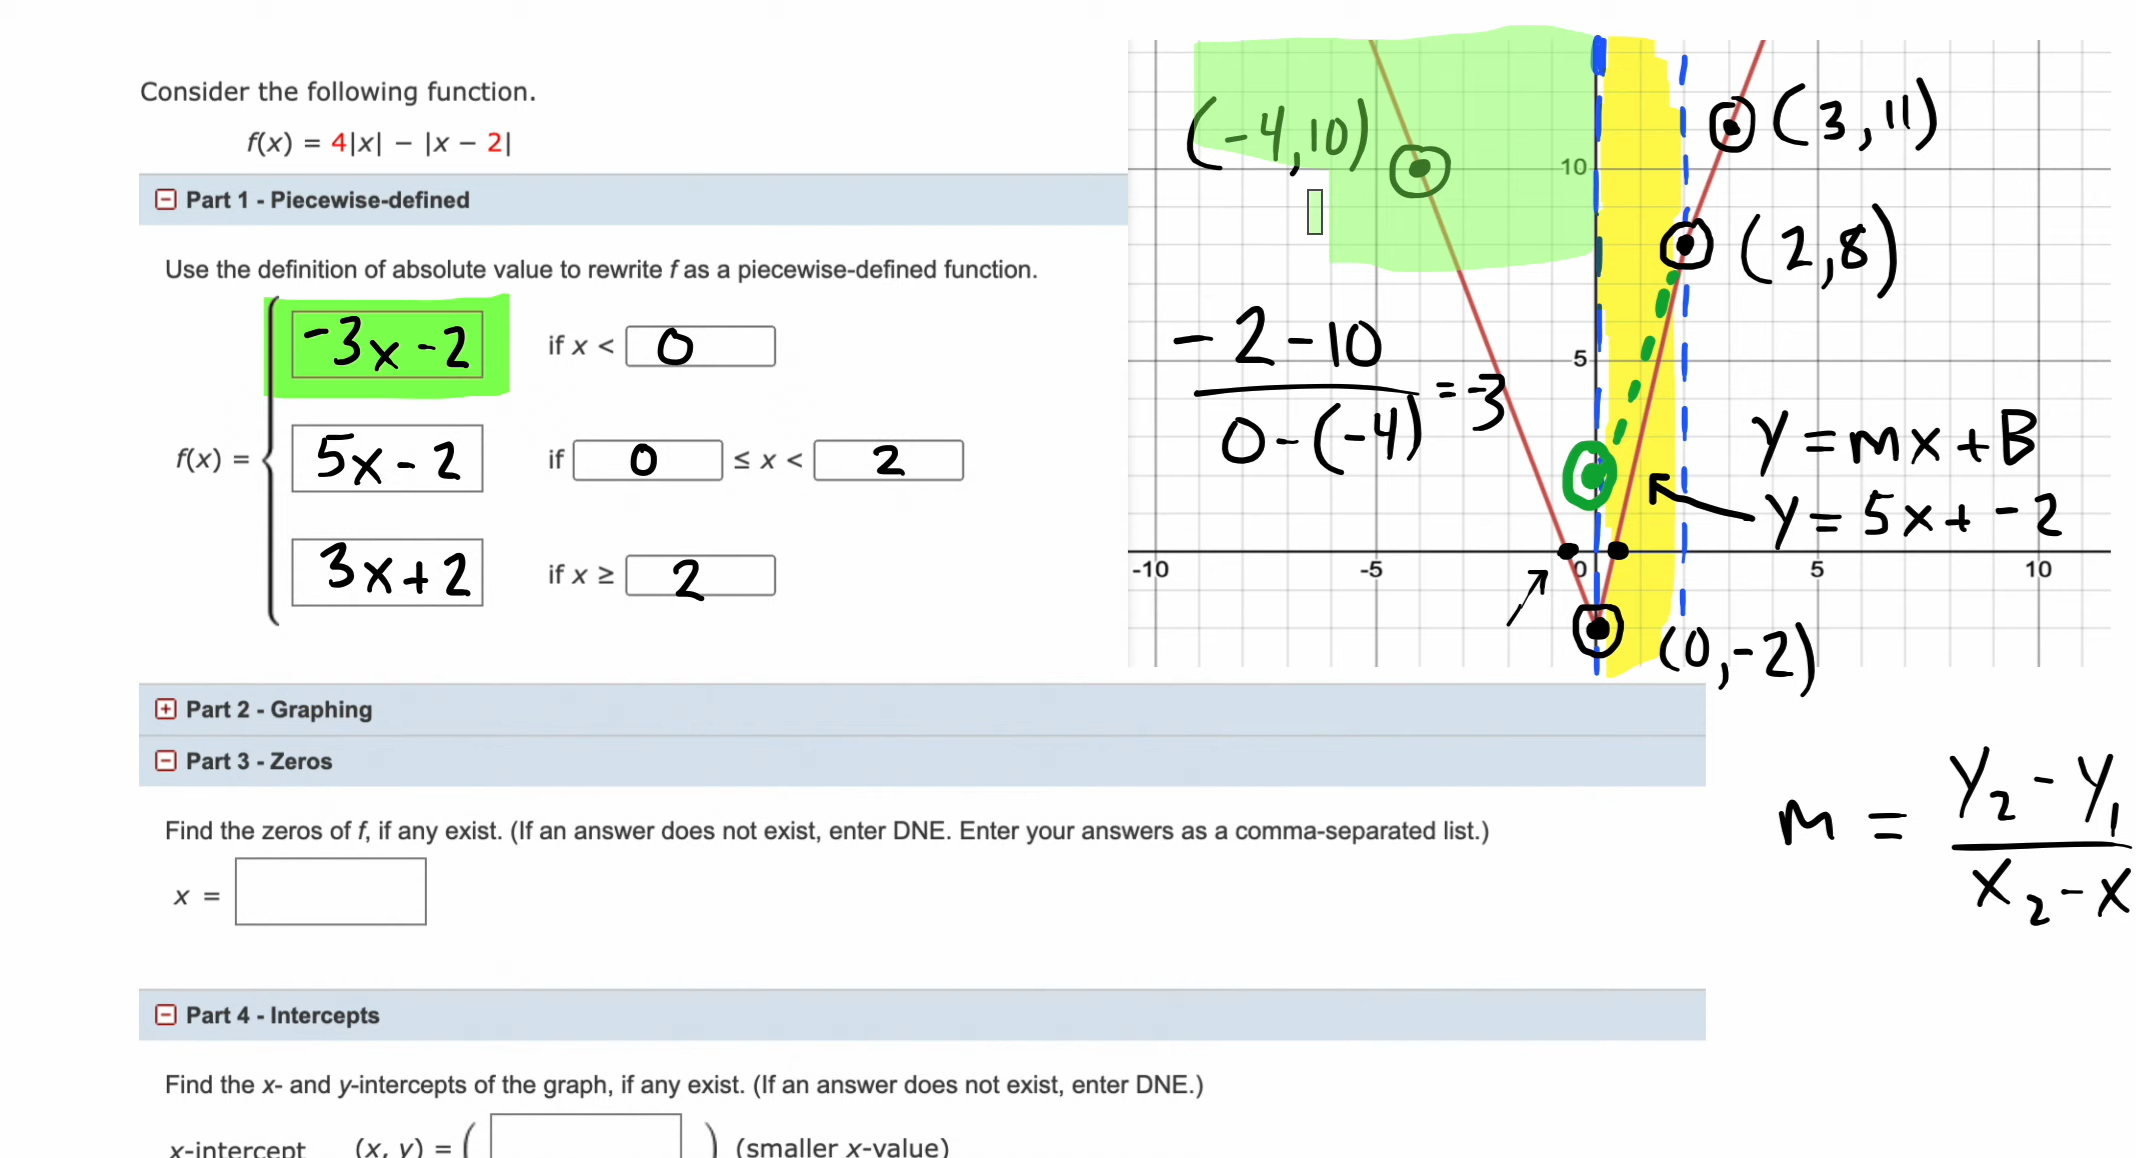 Consider the following function.
f(x) = 4|x| − |x − 2|
Part 1 - Piecewise-defined
Use the definition of absolute value to rewrite f as a piecewise-defined function.
f(x) =
-3x - 2 if x < 0
5x - 2 if 0 ≤ x < 2
3x + 2 if x ≥ 2
(-4,10)
(3,11)
(2,8)
(0,-2)
10
5
-10 -5 0 5 10
-2-10
0-(-4)
=-3
y = mx + B
y = 5x + -2
Part 2 - Graphing
Part 3 - Zeros
Find the zeros of f, if any exist. (If an answer does not exist, enter DNE. Enter your answers as a comma-separated list.)
x =
m = y2 - y1
x2 - x
Part 4 - Intercepts
Find the x- and y-intercepts of the graph, if any exist. (If an answer does not exist, enter DNE.)
x-intercept (x, y) = ( ) (smaller x-value)